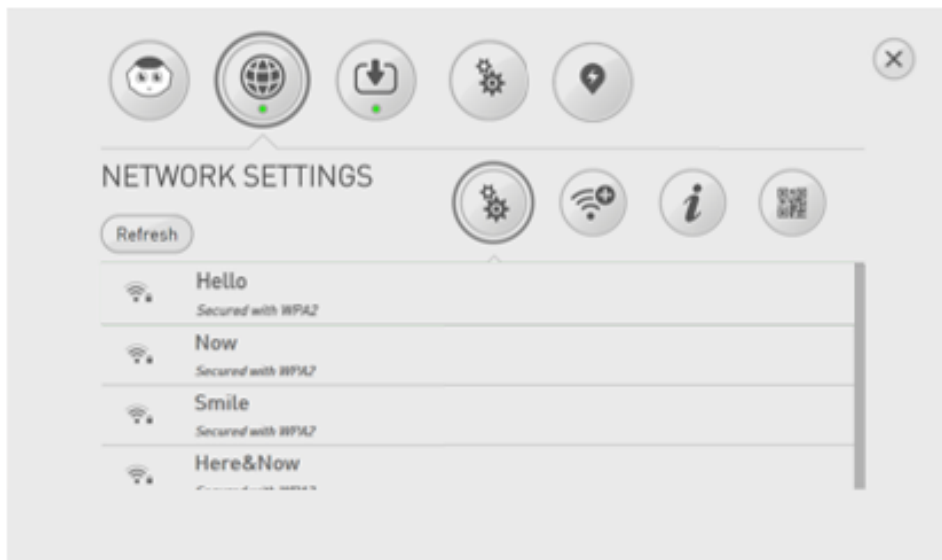 NETWORK SETTINGS
Refresh
Hello
Secured with WPA2
Now
Secured with WPA2
Smile
Secured with WPA2
Here&Now